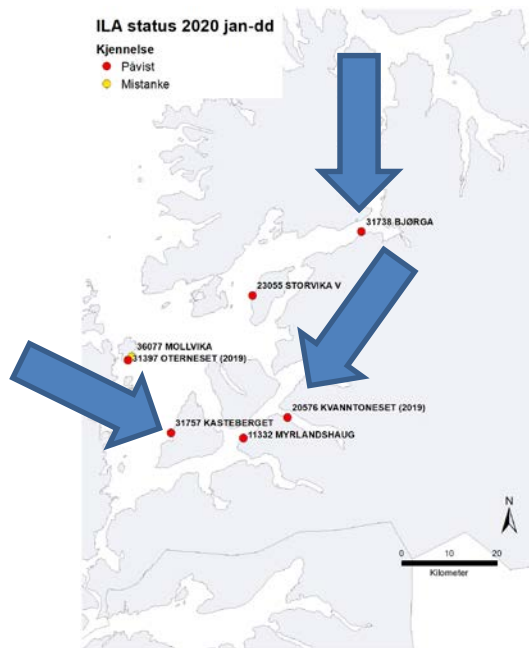 ILA status 2020 jan-dd
Kjennelse
Påvist
Mistanke
31738 BJØRGA
23055 STORVIKA V
36077 MOLLVIKA
31397 OTERNESET (2019)
20576 KVANNTONESET (2019)
31757 KASTEBERGET
11332 MYRLANDSHAUG
N
0 10 20
Kilometer